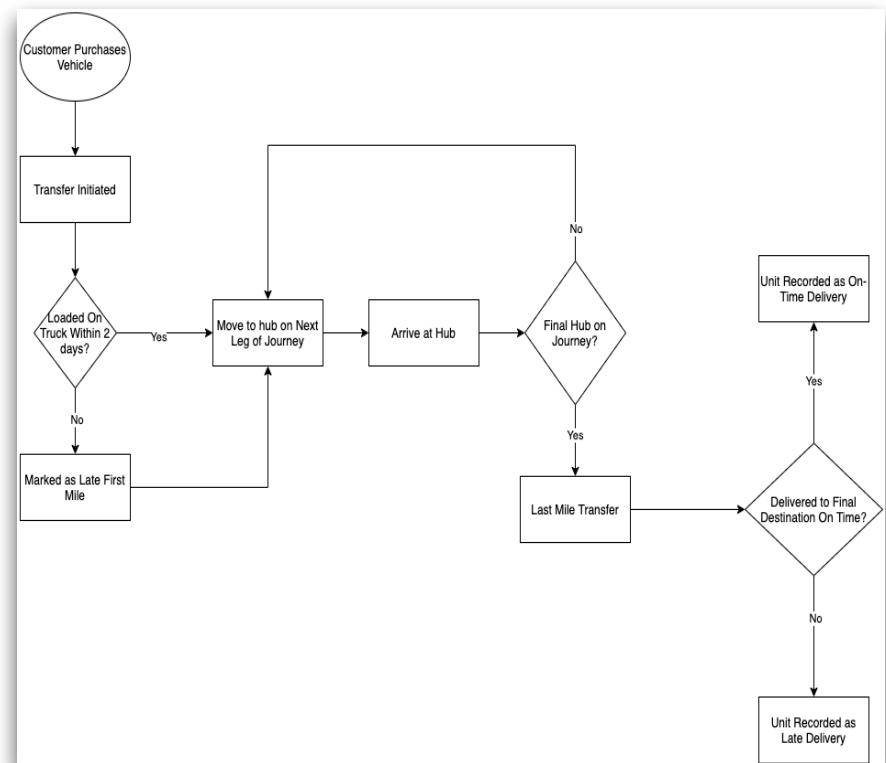 Customer Purchases
Vehicle
Transfer Initiated
Loaded On
Truck Within 2
days?
Yes
No
Marked as Late First
Mile
Move to hub on Next
Leg of Journey
Arrive at Hub
Final Hub on
Journey?
No
Yes
Last Mile Transfer
Delivered to Final
Destination On Time?
Yes
Unit Recorded as On-
Time Delivery
No
Unit Recorded as
Late Delivery